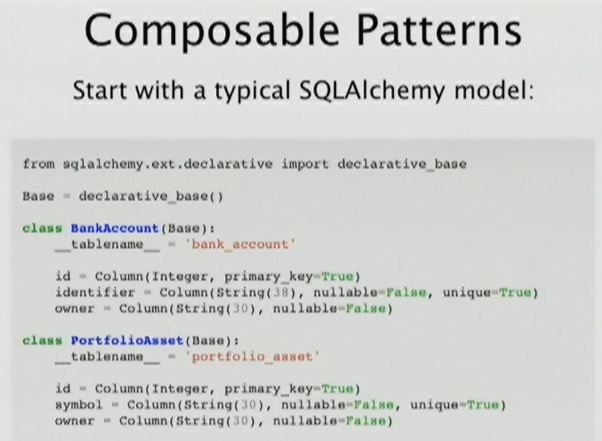 Composable Patterns
Start with a typical SQLAlchemy model:
from sqlalchemy.ext.declarative import declarative_base
Base = declarative_base()
class BankAccount(Base):
    __tablename__ = 'bank_account'
    id = Column(Integer, primary_key=True)
    identifier = Column(String(38), nullable=False, unique=True)
    owner = Column(String(30), nullable=False)
class PortfolioAsset(Base):
    __tablename__ = 'portfolio_asset'
    id = Column(Integer, primary_key=True)
    symbol = Column(String(30), nullable=False, unique=True)
    owner = Column(String(30), nullable=False)